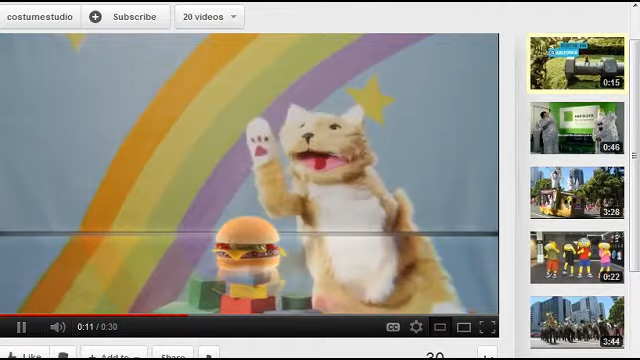 costumestudio
Subscribe
20 videos
0:15
0:46
3:28
0:22
3:44
0:11 / 0:30
CC
Like
Add to
Share
30